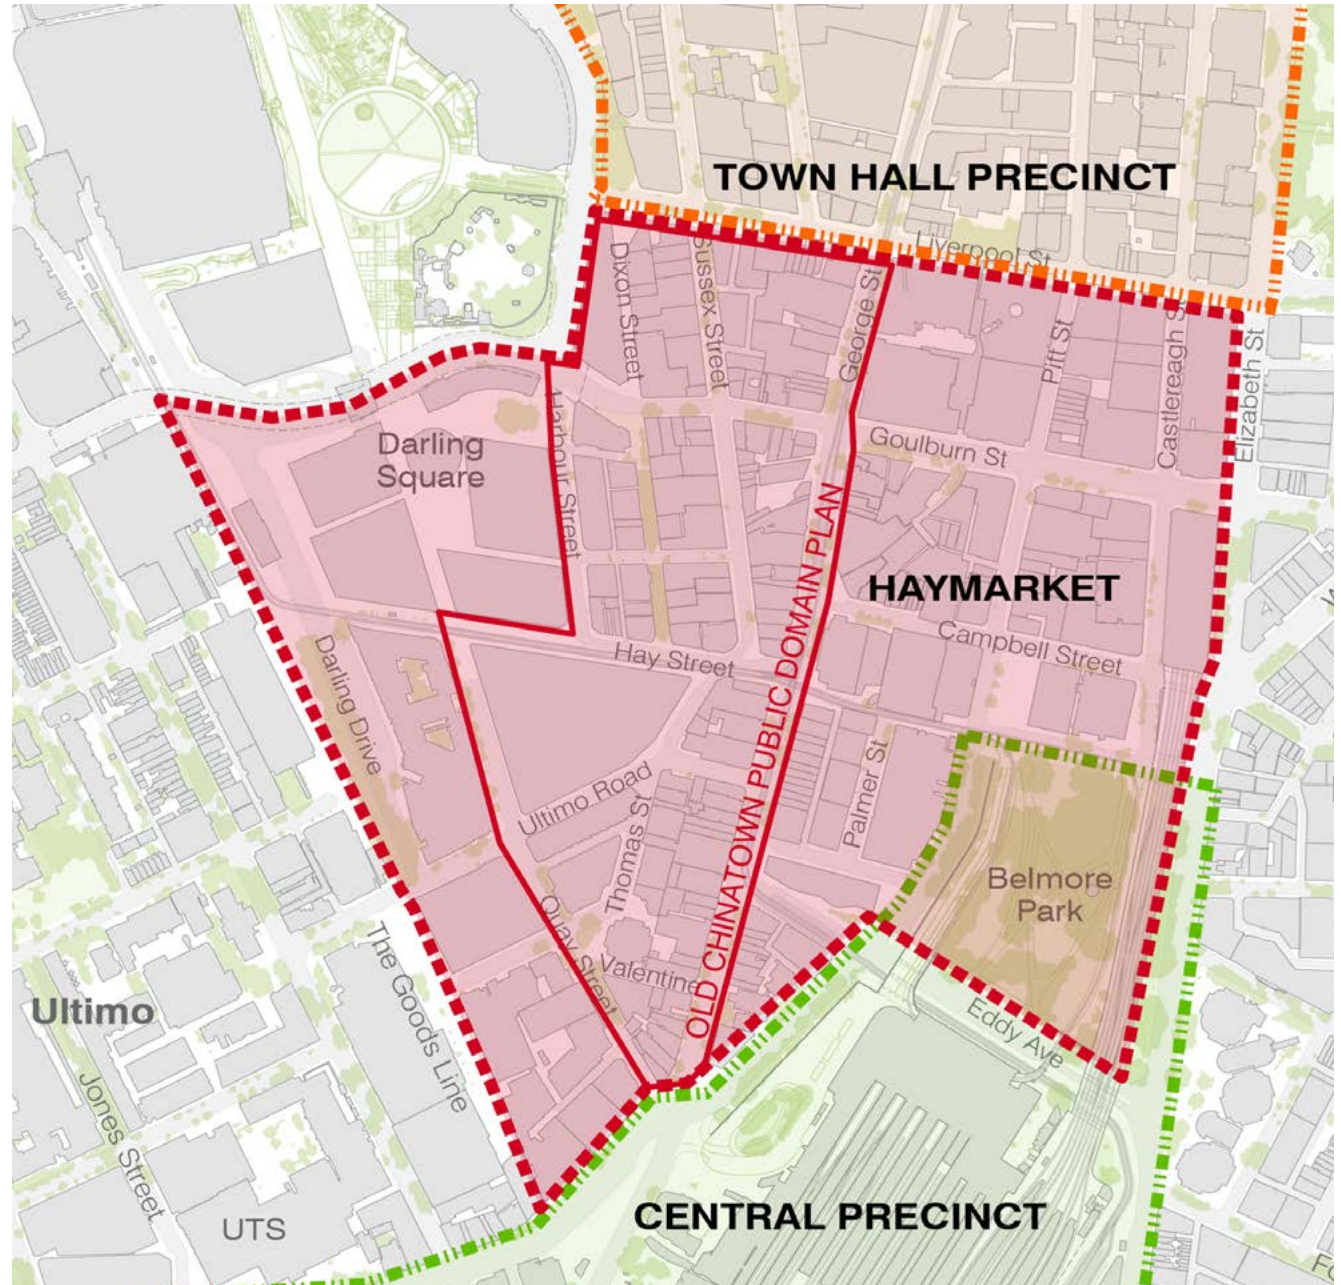 TOWN HALL PRECINCT
Liverpool St
Dixon Street
Sussex Street
George St
Pitt St
Castlereagh St
Elizabeth St
Darling
Square
Harbour Street
Goulburn St
HAYMARKET
Campbell Street
Hay Street
OLD CHINATOWN PUBLIC DOMAIN PLAN
Darling Drive
Ultimo Road
Thomas St
Palmer St
Belmore
Park
Quay Street
Valentine
The Goods Line
Ultimo
Eddy Ave
Jones Street
UTS
CENTRAL PRECINCT